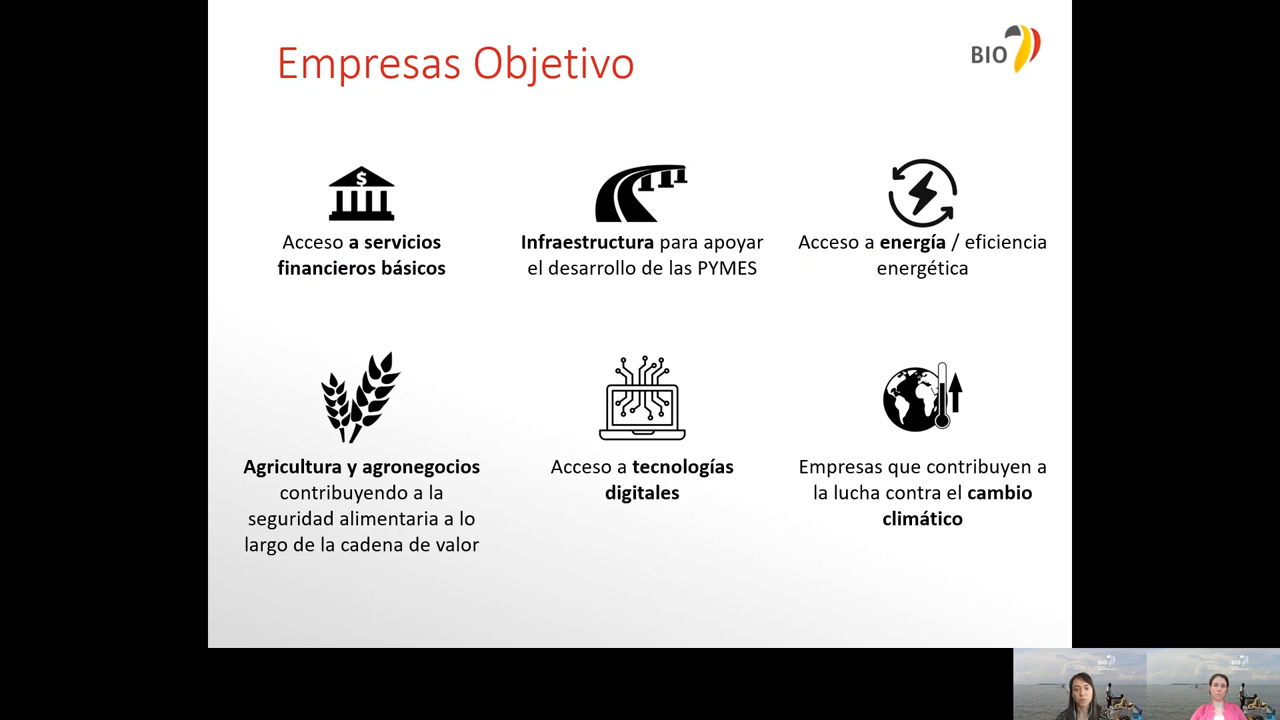 Empresas Objetivo
BIO
$
Acceso a servicios
financieros básicos
Infraestructura para apoyar
el desarrollo de las PYMES
Acceso a energía / eficiencia
energética
Agricultura y agronegocios
contribuyendo a la
seguridad alimentaria a lo
largo de la cadena de valor
Acceso a tecnologías
digitales
Empresas que contribuyen a
la lucha contra el cambio
climático
BIO
BIO